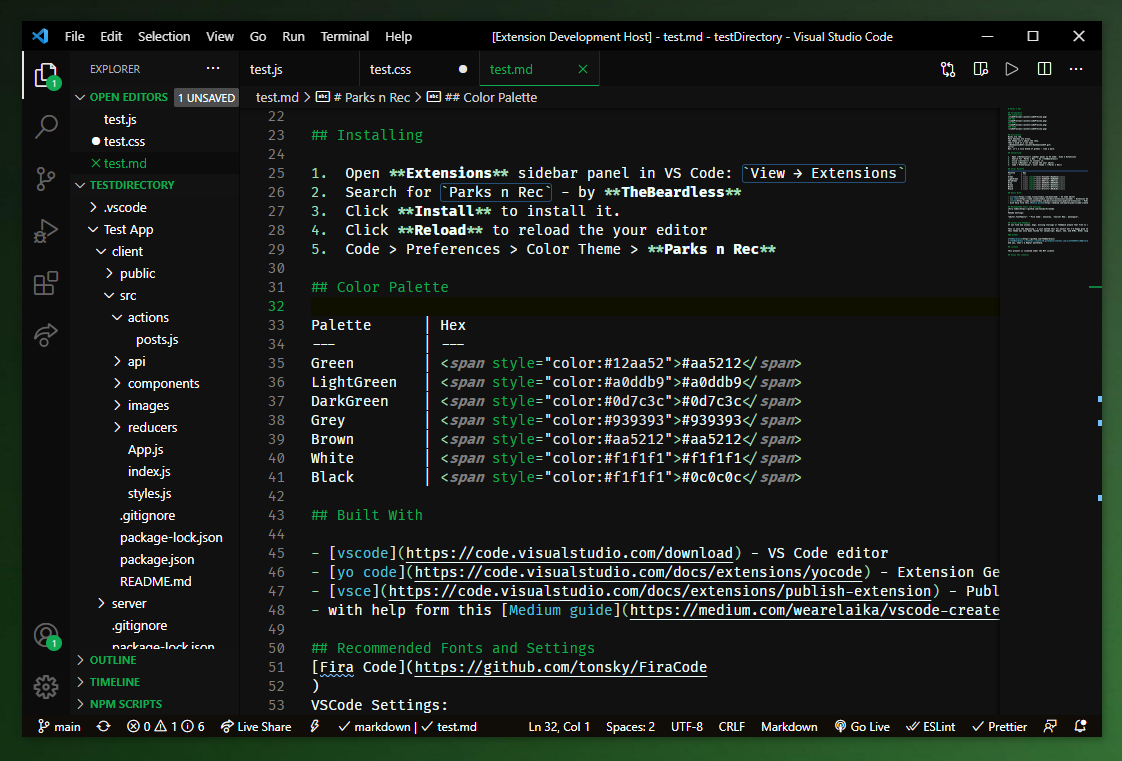 File Edit Selection View Go Run Terminal Help [Extension Development Host] - test.md - testDirectory - Visual Studio Code
EXPLORER ···
test.js test.css test.md
OPEN EDITORS 1 UNSAVED
test.js
test.css
test.md
TESTDIRECTORY
.vscode
Test App
client
public
src
actions
posts.js
api
components
images
reducers
App.js
index.js
styles.js
.gitignore
package-lock.json
package.json
README.md
server
.gitignore
package-lock.json
OUTLINE
TIMELINE
NPM SCRIPTS
1
1
test.md > # Parks n Rec > ## Color Palette
22
23 ## Installing
24
25 1. Open **Extensions** sidebar panel in VS Code: `View → Extensions`
26 2. Search for `Parks n Rec` - by **TheBeardless**
27 3. Click **Install** to install it.
28 4. Click **Reload** to reload the your editor
29 5. Code > Preferences > Color Theme > **Parks n Rec**
30
31 ## Color Palette
32
33 Palette | Hex
34 --- | ---
35 Green | <span style="color:#12aa52">#aa5212</span>
36 LightGreen | <span style="color:#a0ddb9">#a0ddb9</span>
37 DarkGreen | <span style="color:#0d7c3c">#0d7c3c</span>
38 Grey | <span style="color:#939393">#939393</span>
39 Brown | <span style="color:#aa5212">#aa5212</span>
40 White | <span style="color:#f1f1f1">#f1f1f1</span>
41 Black | <span style="color:#f1f1f1">#0c0c0c</span>
42
43 ## Built With
44
45 - [vscode](https://code.visualstudio.com/download) - VS Code editor
46 - [yo code](https://code.visualstudio.com/docs/extensions/yocode) - Extension Ge
47 - [vsce](https://code.visualstudio.com/docs/extensions/publish-extension) - Publ
48 - with help form this [Medium guide](https://medium.com/wearelaika/vscode-create
49
50 ## Recommended Fonts and Settings
51 [Fira Code](https://github.com/tonsky/FiraCode
52 )
53 VSCode Settings:
main 0 1 6 Live Share markdown | test.md Ln 32, Col 1 Spaces: 2 UTF-8 CRLF Markdown Go Live ESLint Prettier